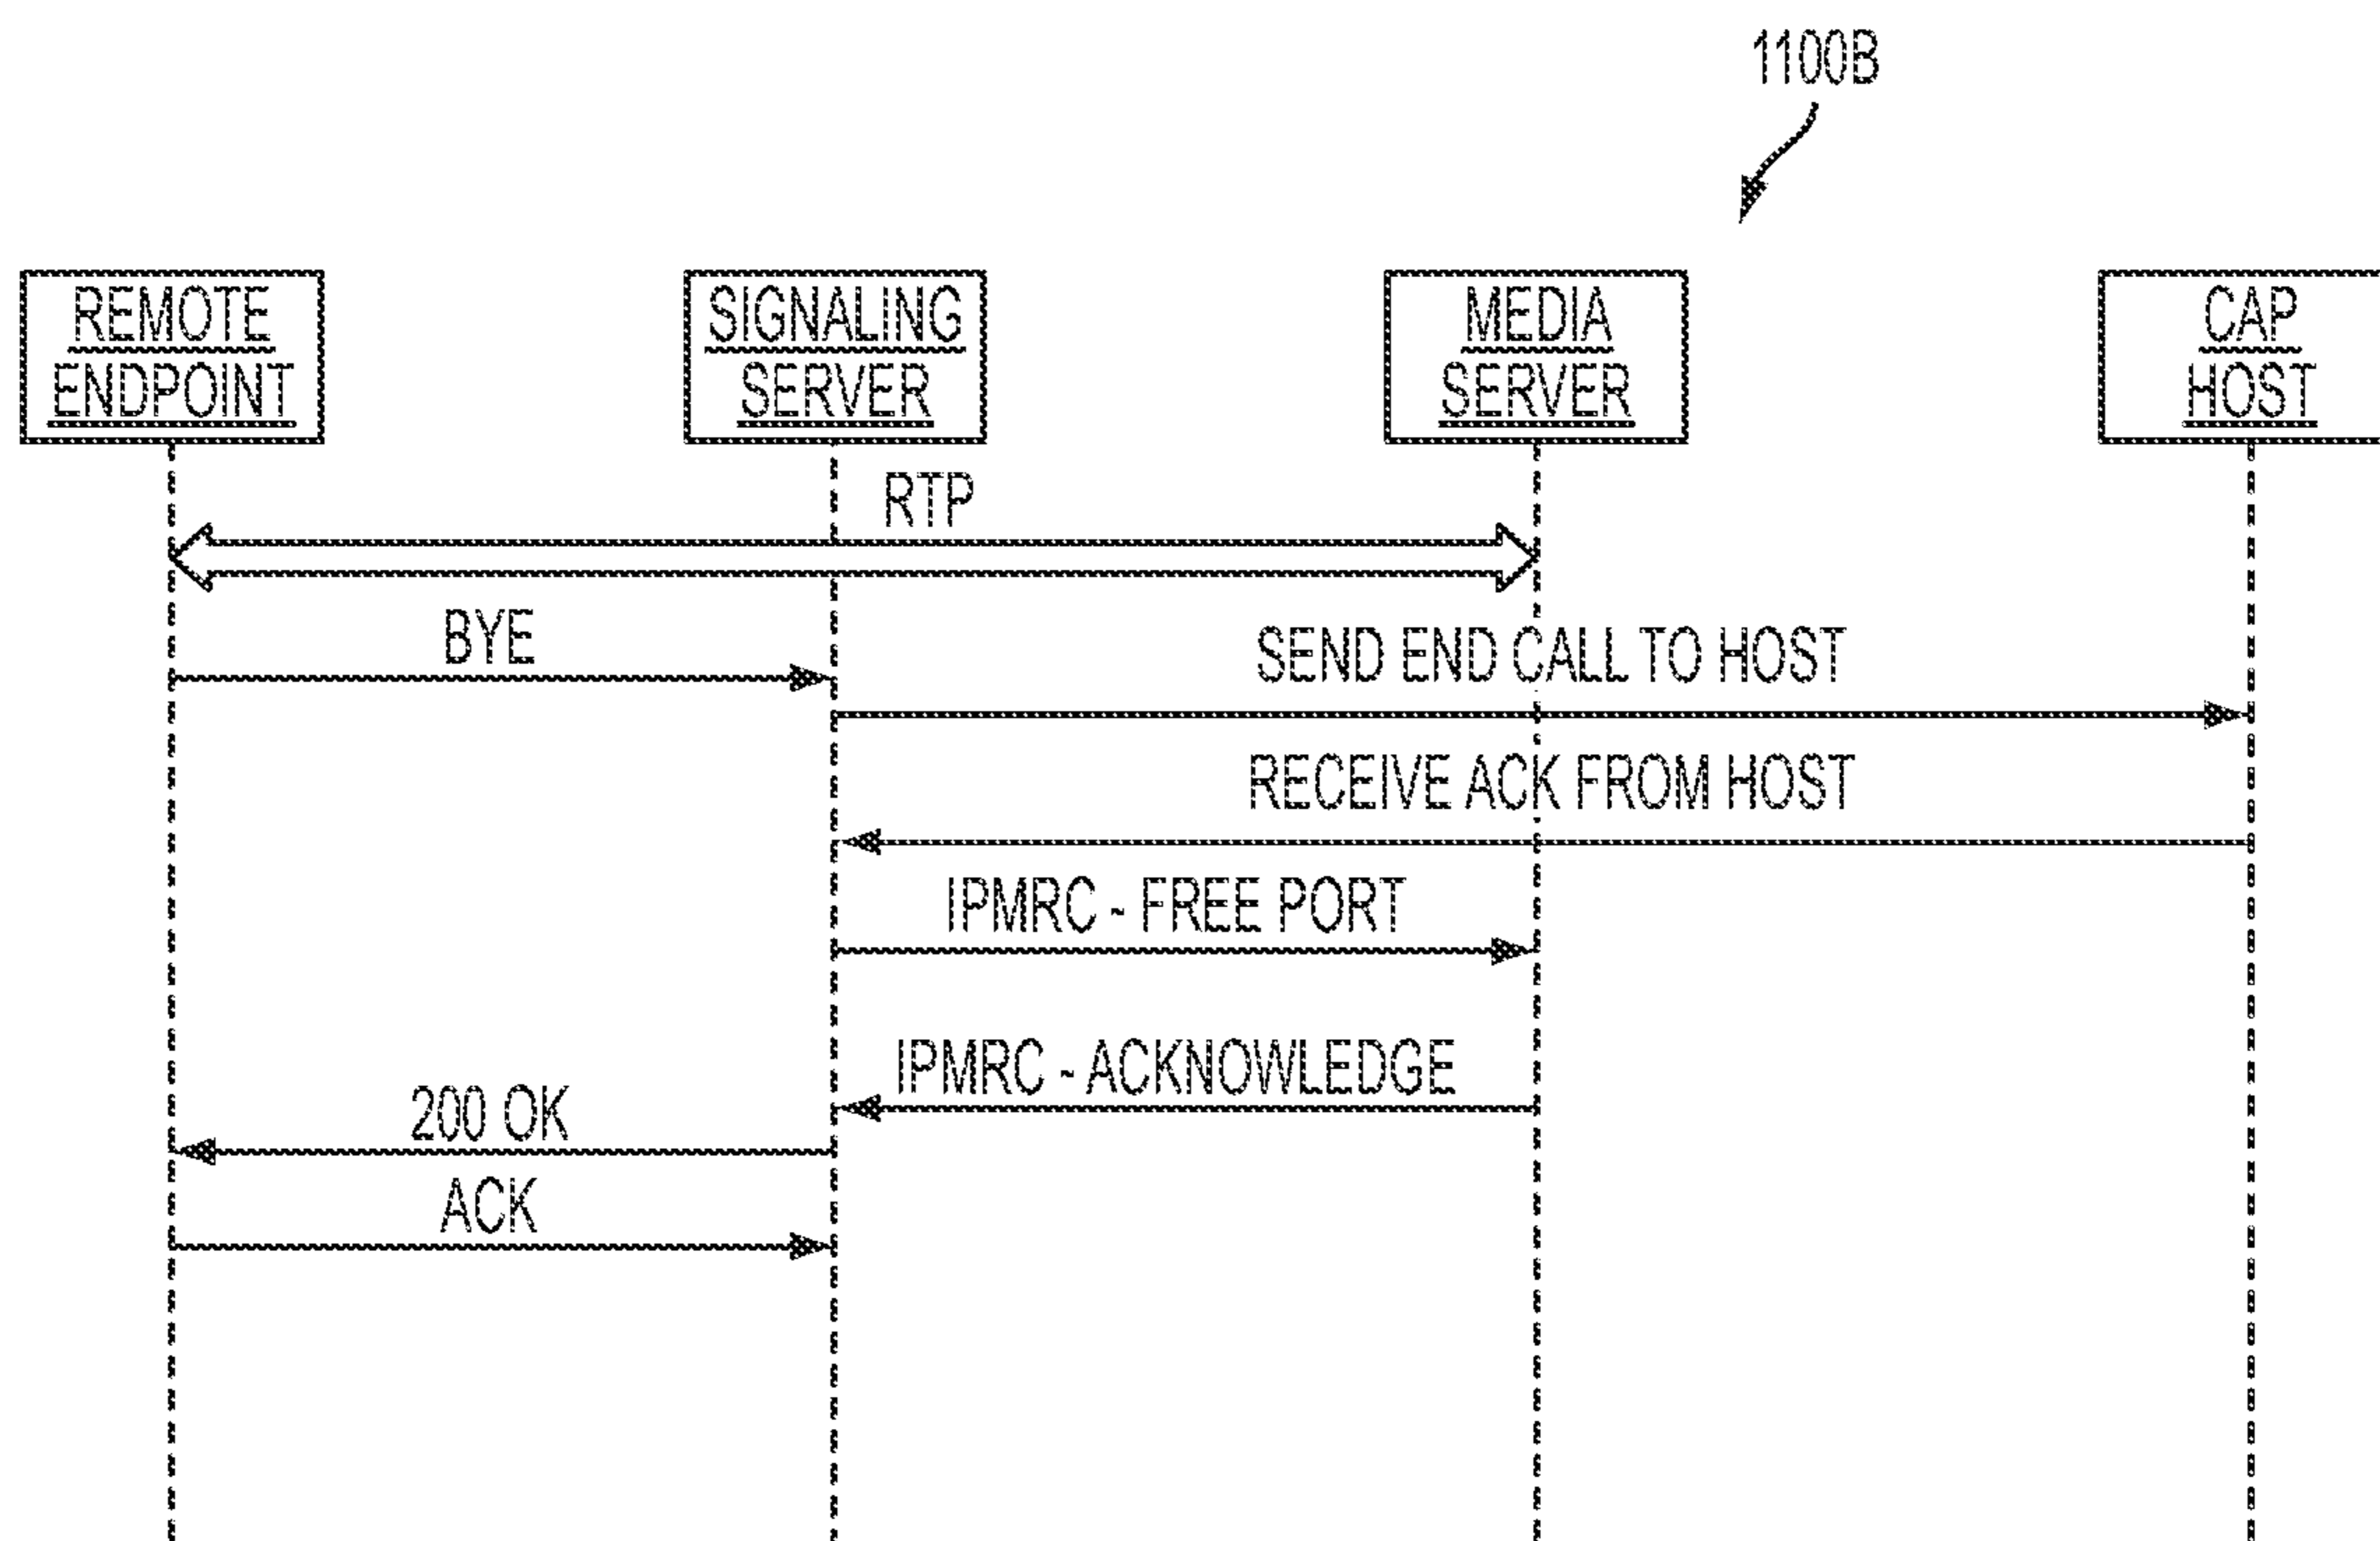 1100B
REMOTE
ENDPOINT
SIGNALING
SERVER
MEDIA
SERVER
CAP
HOST
RTP
BYE
SEND END CALL TO HOST
RECEIVE ACK FROM HOST
IPMRC - FREE PORT
IPMRC - ACKNOWLEDGE
200 OK
ACK